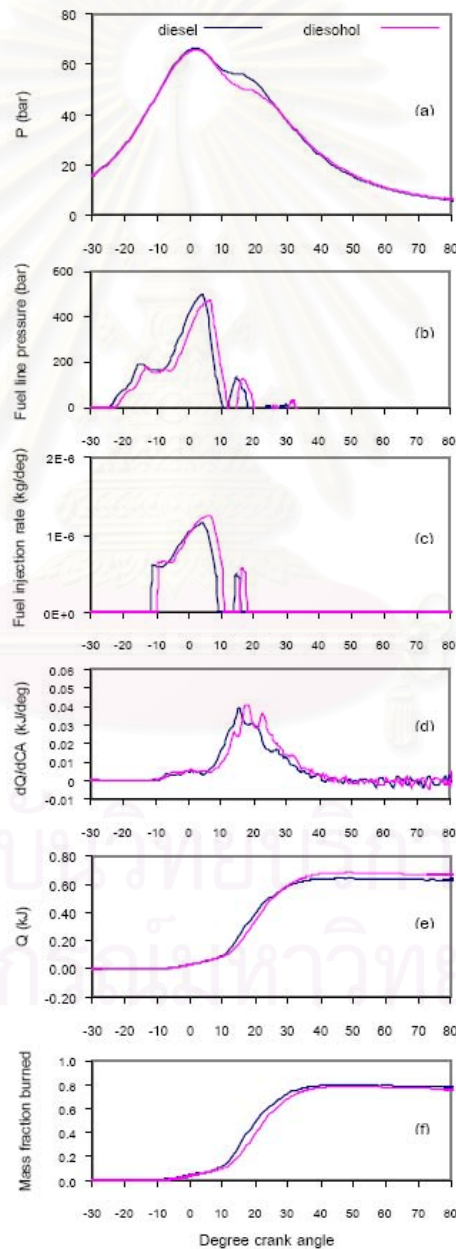 diesel diesohol
P (bar)
80
60
40
20
0
(a)
-30 -20 -10 0 10 20 30 40 50 60 70 80
Fuel line pressure (bar)
600
400
200
0
(b)
-30 -20 -10 0 10 20 30 40 50 60 70 80
Fuel injection rate (kg/deg)
2E-6
1E-6
0E+0
(c)
-30 -20 -10 0 10 20 30 40 50 60 70 80
dQ/dCA (kJ/deg)
0.06
0.05
0.04
0.03
0.02
0.01
0
-0.01
(d)
-30 -20 -10 0 10 20 30 40 50 60 70 80
Q (kJ)
0.80
0.60
0.40
0.20
0.00
-0.20
(e)
-30 -20 -10 0 10 20 30 40 50 60 70 80
Mass fraction burned
1.0
0.8
0.6
0.4
0.2
0.0
(f)
-30 -20 -10 0 10 20 30 40 50 60 70 80
Degree crank angle